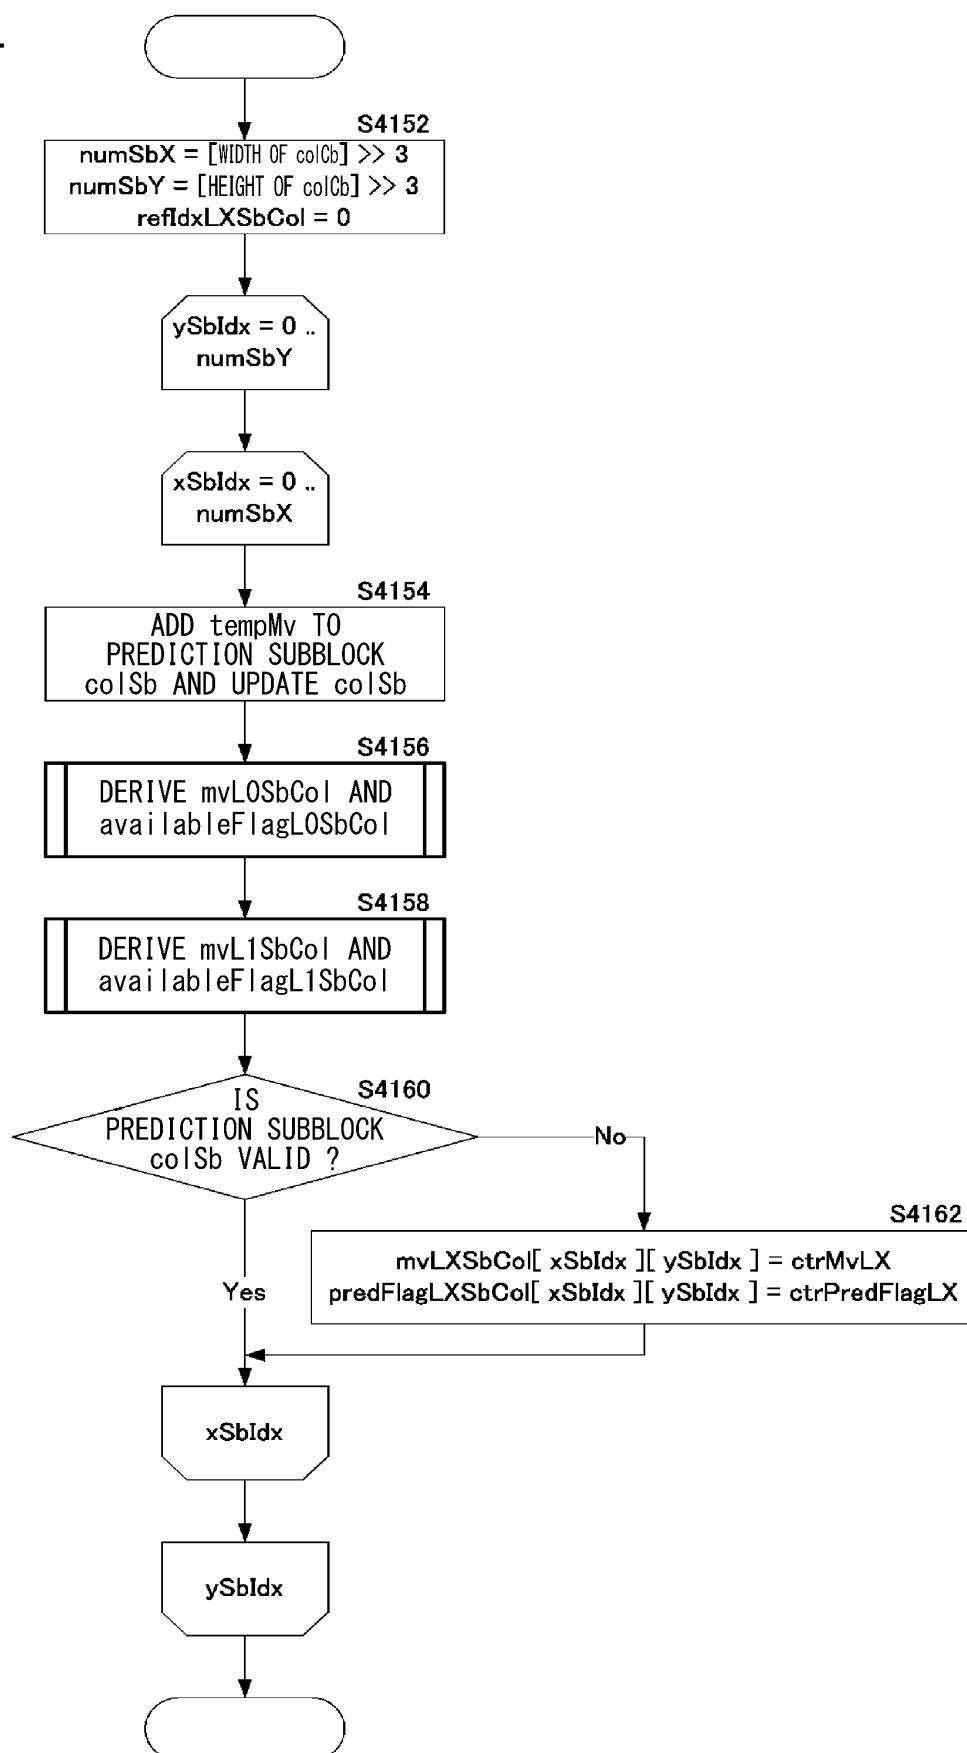 S4152
numSbX = [WIDTH OF colCb] >> 3
numSbY = [HEIGHT OF colCb] >> 3
refIdxLXSbCol = 0
ySbIdx = 0 ..
numSbY
xSbIdx = 0 ..
numSbX
S4154
ADD tempMv TO
PREDICTION SUBBLOCK
colSb AND UPDATE colSb
S4156
DERIVE mvL0SbCol AND
availableFlagL0SbCol
S4158
DERIVE mvL1SbCol AND
availableFlagL1SbCol
S4160
IS
PREDICTION SUBBLOCK
colSb VALID ?
No
S4162
mvLXSbCol[ xSbIdx ][ ySbIdx ] = ctrMvLX
predFlagLXSbCol[ xSbIdx ][ ySbIdx ] = ctrPredFlagLX
Yes
xSbIdx
ySbIdx